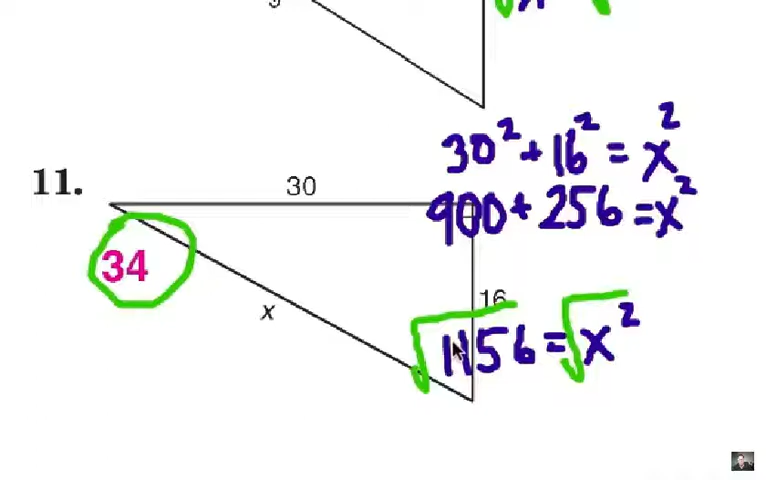 30² + 16² = x²
11.
30
900 + 256 = x²
34
x
16
√1156 = √x²